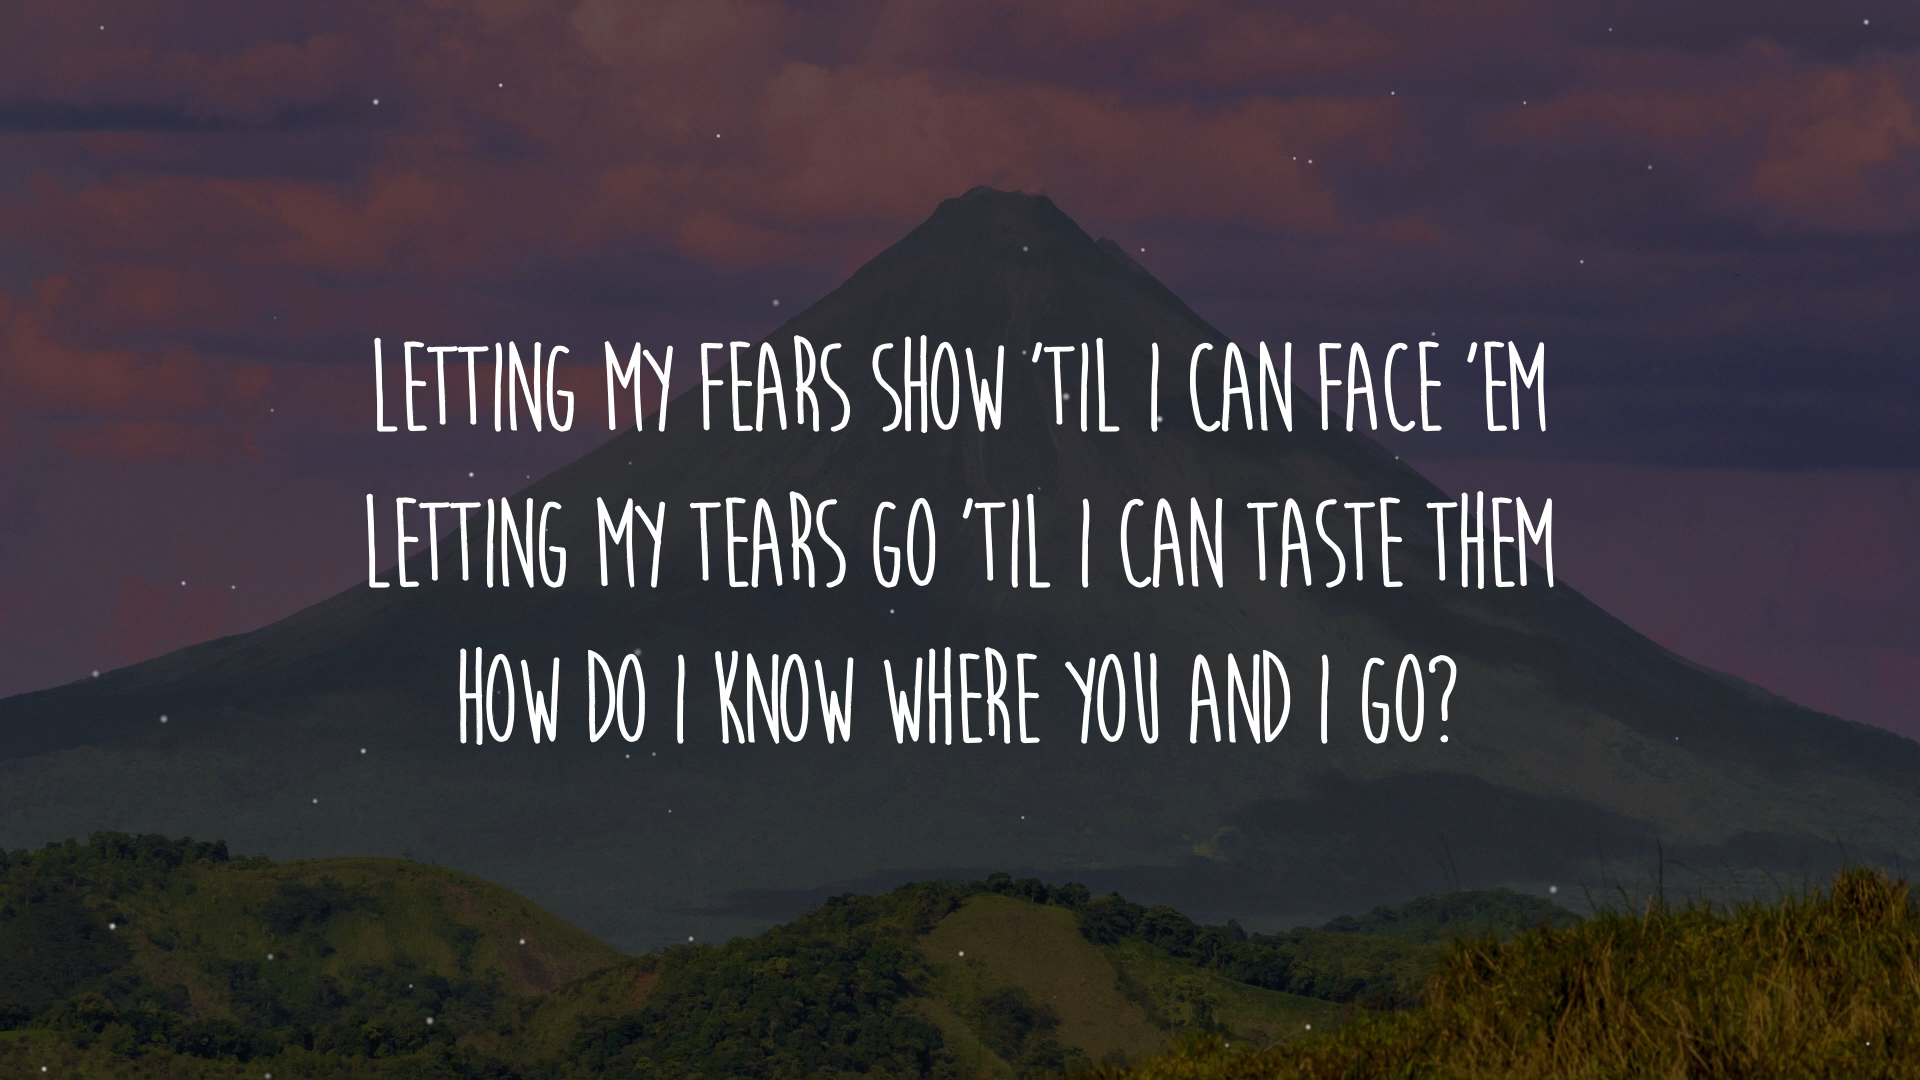 LETTING MY FEARS SHOW 'TIL I CAN FACE 'EM
LETTING MY TEARS GO 'TIL I CAN TASTE THEM
HOW DO I KNOW WHERE YOU AND I GO?